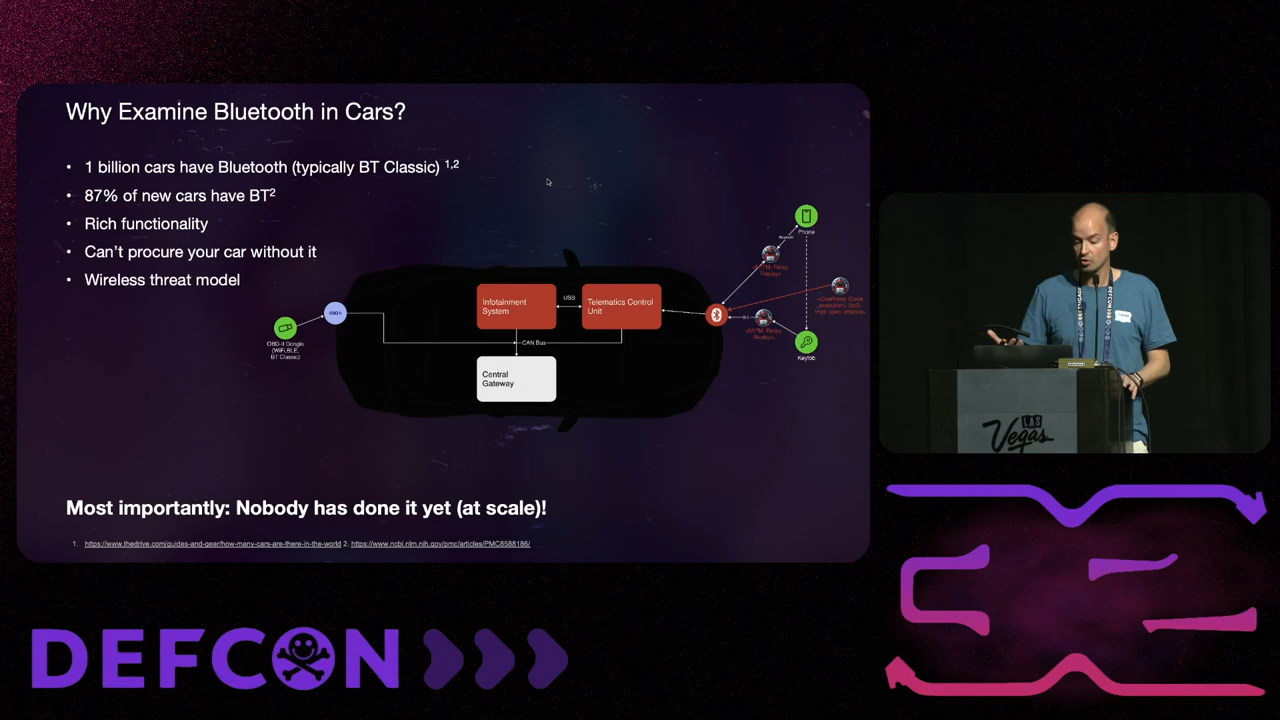 Why Examine Bluetooth in Cars?
• 1 billion cars have Bluetooth (typically BT Classic) 1,2
• 87% of new cars have BT2
• Rich functionality
• Can't procure your car without it
• Wireless threat model
Phone
Infotainment
System
USB
Telematics Control
Unit
OBD-II Dongle
(WiFi, BLE,
BT Classic)
CAN Bus
Keyfob
Central
Gateway
Most importantly: Nobody has done it yet (at scale)!
1. https://www.thedrive.com/guides-and-gear/how-many-cars-are-there-in-the-world 2. https://www.ncbi.nlm.nih.gov/pmc/articles/PMC8588186/
LAS
Vegas
DEFCON